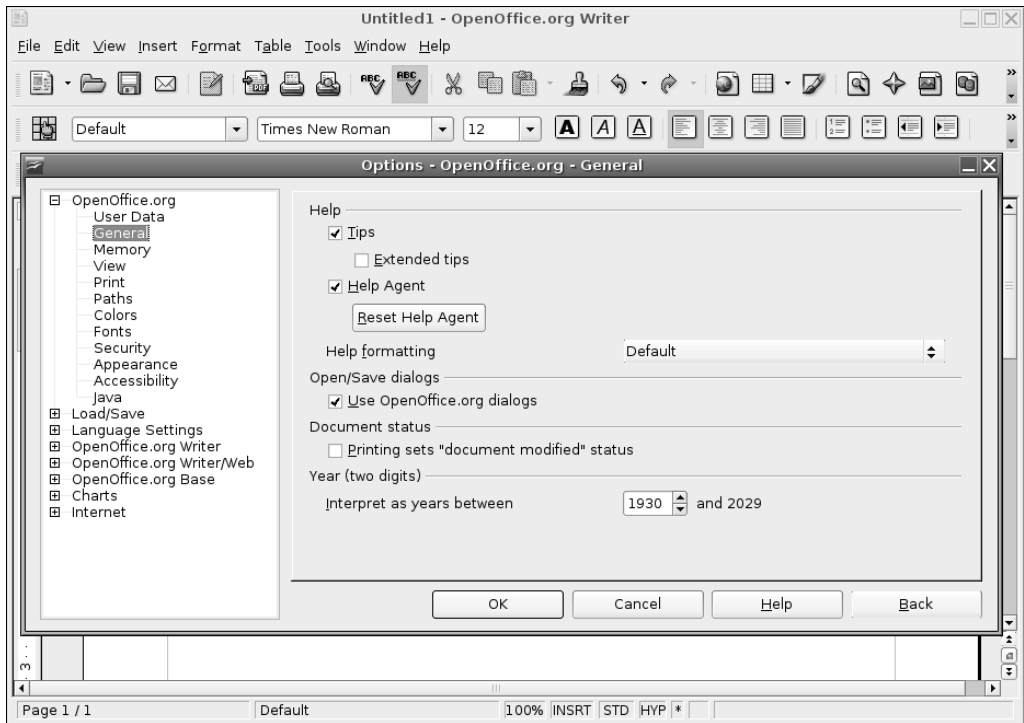 Untitled1 - OpenOffice.org Writer
File Edit View Insert Format Table Tools Window Help
PDF ABC ABC
Default Times New Roman 12 A A A
Options - OpenOffice.org - General
OpenOffice.org
User Data
General
Memory
View
Print
Paths
Colors
Fonts
Security
Appearance
Accessibility
Java
Load/Save
Language Settings
OpenOffice.org Writer
OpenOffice.org Writer/Web
OpenOffice.org Base
Charts
Internet
Help
Tips
Extended tips
Help Agent
Reset Help Agent
Help formatting Default
Open/Save dialogs
Use OpenOffice.org dialogs
Document status
Printing sets "document modified" status
Year (two digits)
Interpret as years between 1930 and 2029
OK Cancel Help Back
3
Page 1 / 1 Default 100% INSRT STD HYP *